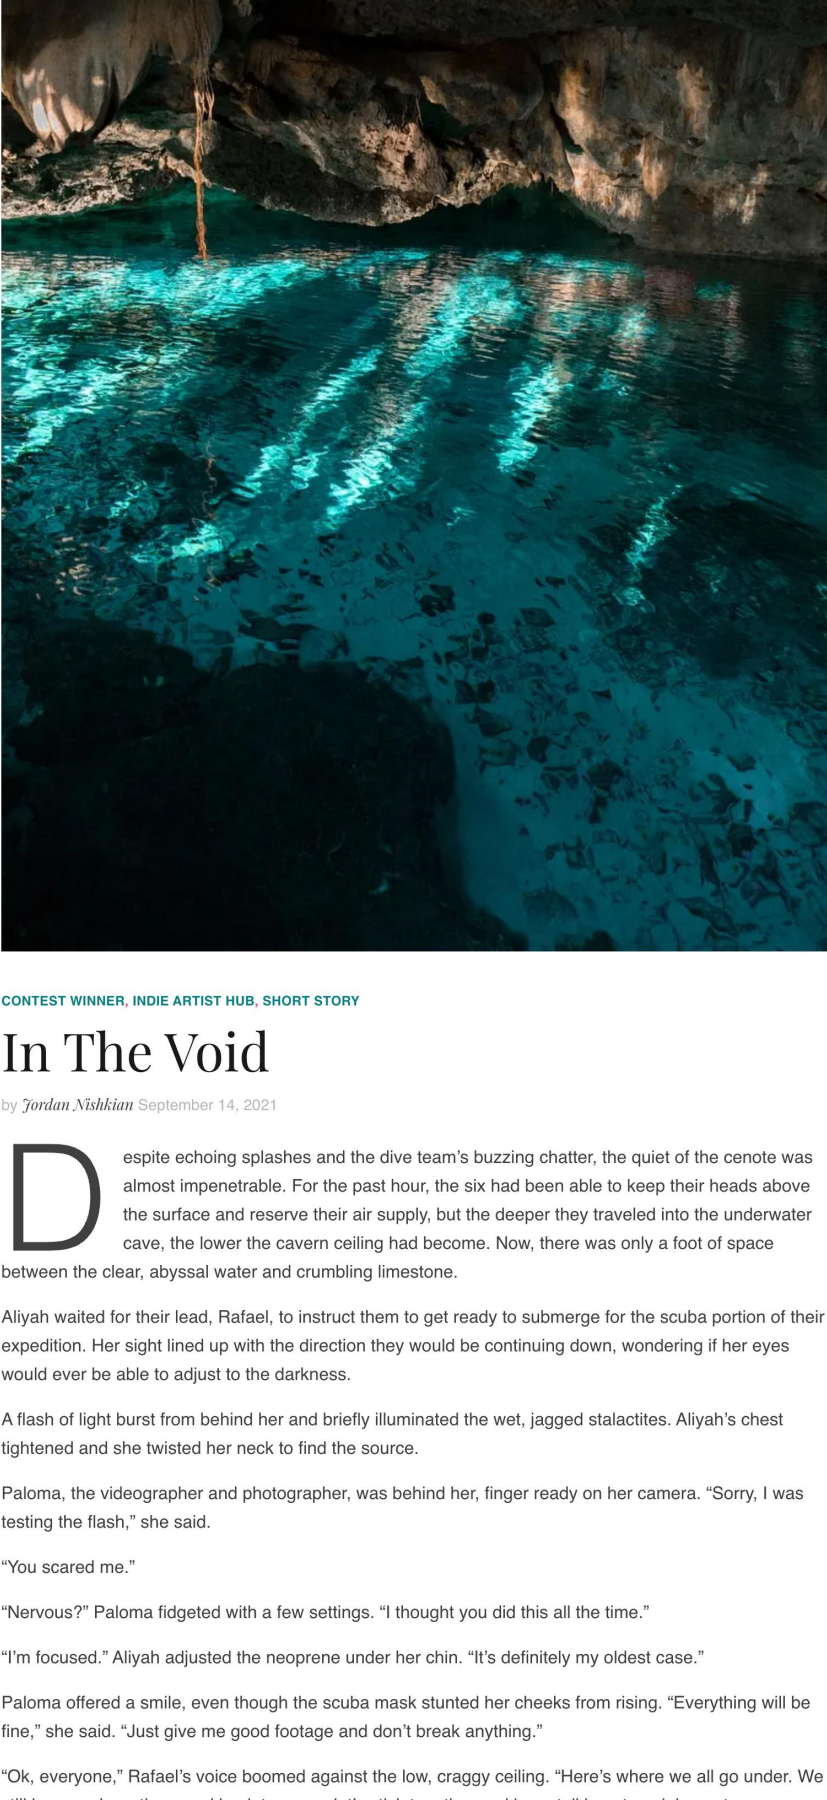 CONTEST WINNER, INDIE ARTIST HUB, SHORT STORY
In The Void
by Jordan Nishkian September 14, 2021
Despite echoing splashes and the dive team’s buzzing chatter, the quiet of the cenote was
almost impenetrable. For the past hour, the six had been able to keep their heads above
the surface and reserve their air supply, but the deeper they traveled into the underwater
cave, the lower the cavern ceiling had become. Now, there was only a foot of space
between the clear, abyssal water and crumbling limestone.
Aliyah waited for their lead, Rafael, to instruct them to get ready to submerge for the scuba portion of their
expedition. Her sight lined up with the direction they would be continuing down, wondering if her eyes
would ever be able to adjust to the darkness.
A flash of light burst from behind her and briefly illuminated the wet, jagged stalactites. Aliyah’s chest
tightened and she twisted her neck to find the source.
Paloma, the videographer and photographer, was behind her, finger ready on her camera. “Sorry, I was
testing the flash,” she said.
“You scared me.”
“Nervous?” Paloma fidgeted with a few settings. “I thought you did this all the time.”
“I’m focused.” Aliyah adjusted the neoprene under her chin. “It’s definitely my oldest case.”
Paloma offered a smile, even though the scuba mask stunted her cheeks from rising. “Everything will be
fine,” she said. “Just give me good footage and don’t break anything.”
“Ok, everyone,” Rafael’s voice boomed against the low, craggy ceiling. “Here’s where we all go under. We